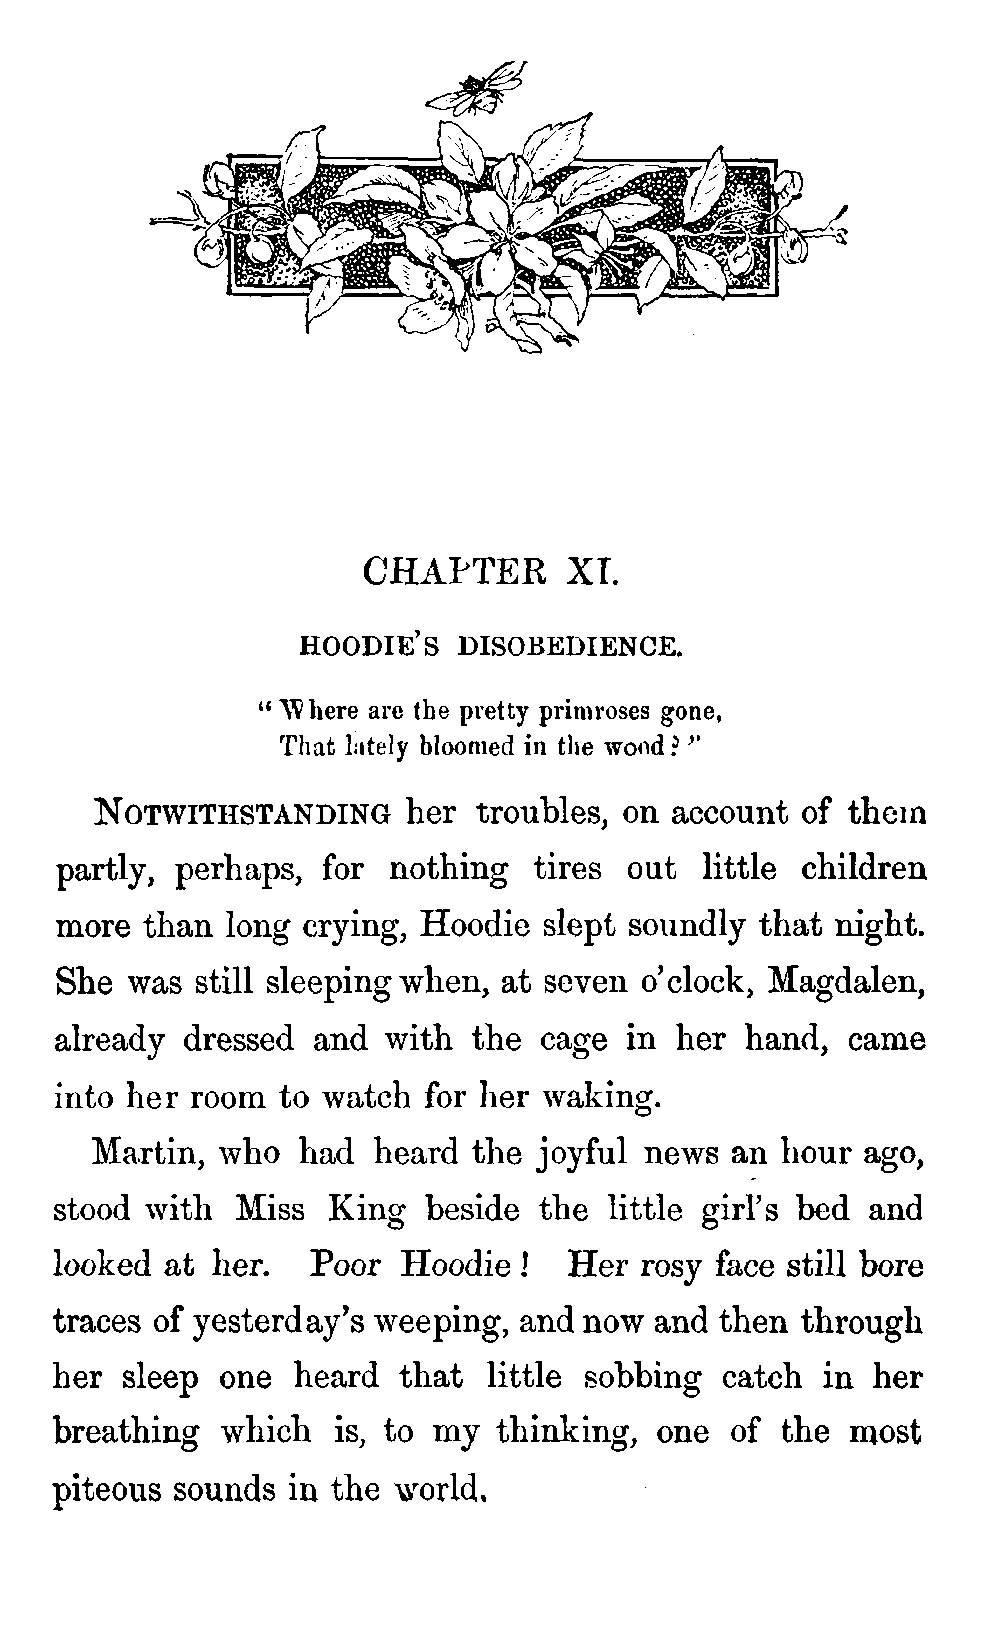 CHAPTER XI.
HOODIE'S DISOBEDIENCE.
"Where are the pretty primroses gone,
That lately bloomed in the wood?"
NOTWITHSTANDING her troubles, on account of them
partly, perhaps, for nothing tires out little children
more than long crying, Hoodie slept soundly that night.
She was still sleeping when, at seven o'clock, Magdalen,
already dressed and with the cage in her hand, came
into her room to watch for her waking.
Martin, who had heard the joyful news an hour ago,
stood with Miss King beside the little girl's bed and
looked at her. Poor Hoodie! Her rosy face still bore
traces of yesterday's weeping, and now and then through
her sleep one heard that little sobbing catch in her
breathing which is, to my thinking, one of the most
piteous sounds in the world.